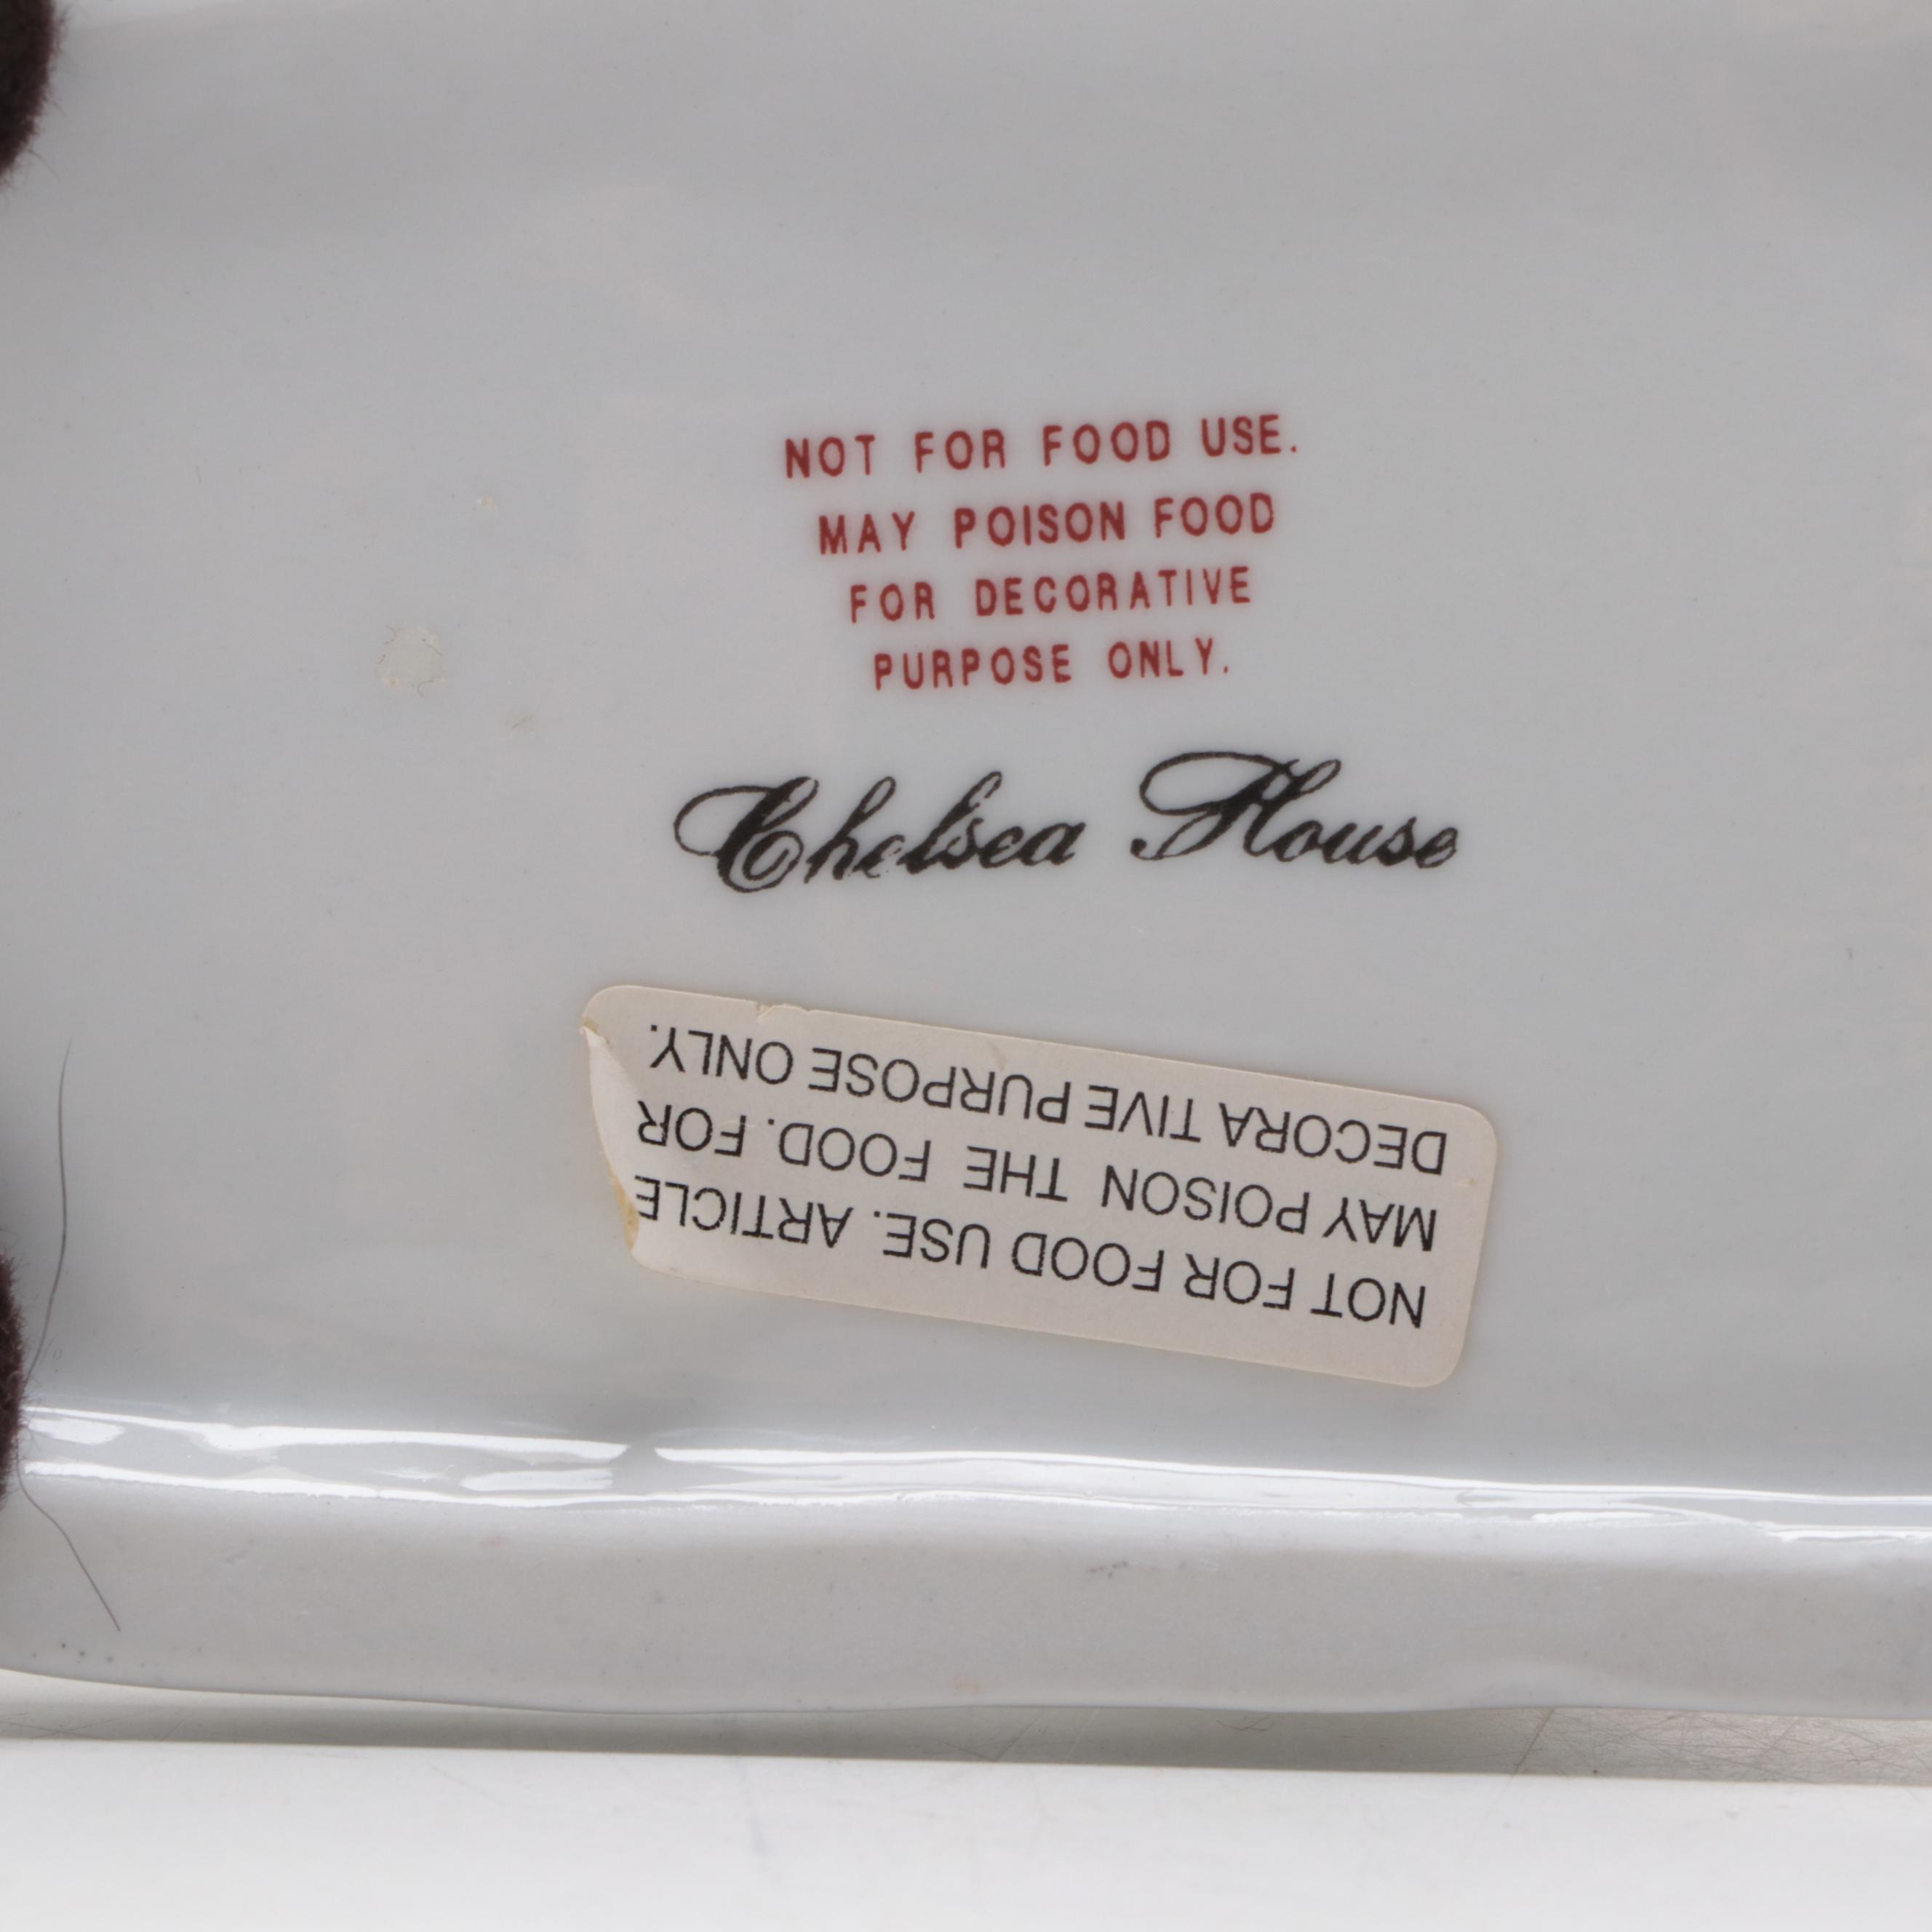 NOT FOR FOOD USE.
MAY POISON FOOD
FOR DECORATIVE
PURPOSE ONLY.
Chelsea House
NOT FOR FOOD USE. ARTICLE
MAY POISON THE FOOD. FOR
DECORA TIVE PURPOSE ONLY.